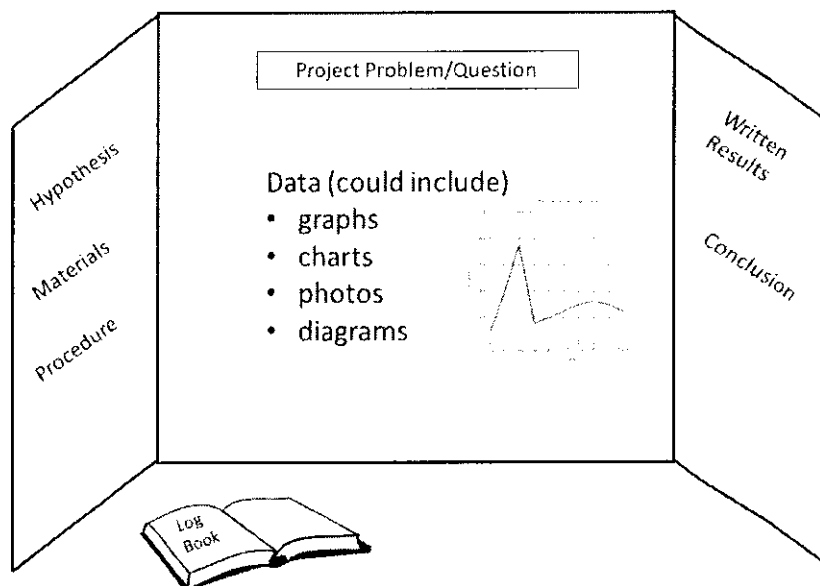 Project Problem/Question
Hypothesis
Materials
Procedure
Data (could include)
• graphs
• charts
• photos
• diagrams
Written
Results
Conclusion
Log
Book